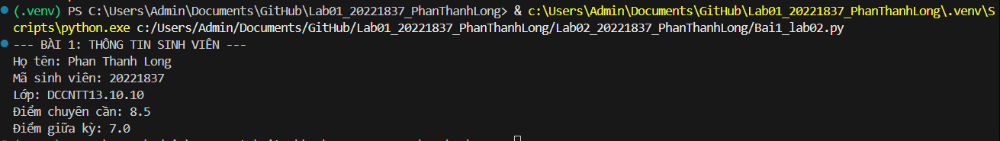 (.venv) PS C:\Users\Admin\Documents\GitHub\Lab01_20221837_PhanThanhLong> & c:\Users\Admin\Documents\GitHub\Lab01_20221837_PhanThanhLong\.venv\S
cripts\python.exe c:/Users/Admin/Documents/GitHub/Lab01_20221837_PhanThanhLong/Lab02_20221837_PhanThanhLong/Bai1_lab02.py
--- BÀI 1: THÔNG TIN SINH VIÊN ---
Họ tên: Phan Thanh Long
Mã sinh viên: 20221837
Lớp: DCCNTT13.10.10
Điểm chuyên cần: 8.5
Điểm giữa kỳ: 7.0